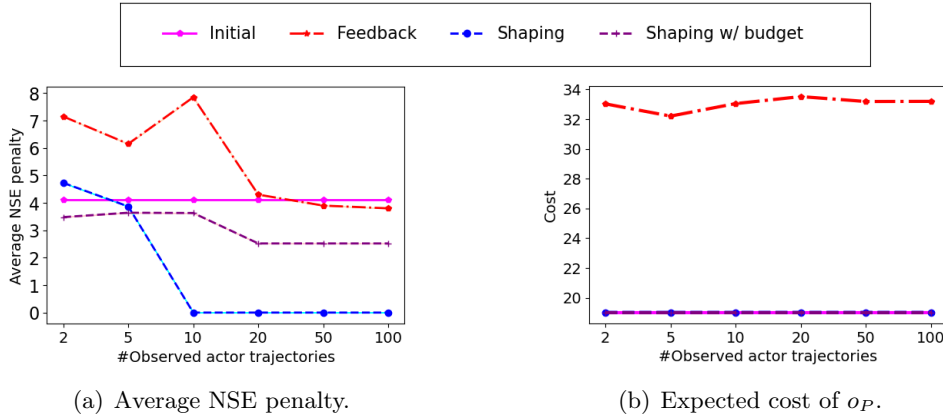 Initial Feedback Shaping Shaping w/ budget
Average NSE penalty
8
7
6
5
4
3
2
1
0
2 5 10 20 50 100
#Observed actor trajectories
(a) Average NSE penalty.
Cost
34
32
30
28
26
24
22
20
2 5 10 20 50 100
#Observed actor trajectories
(b) Expected cost of o_P.